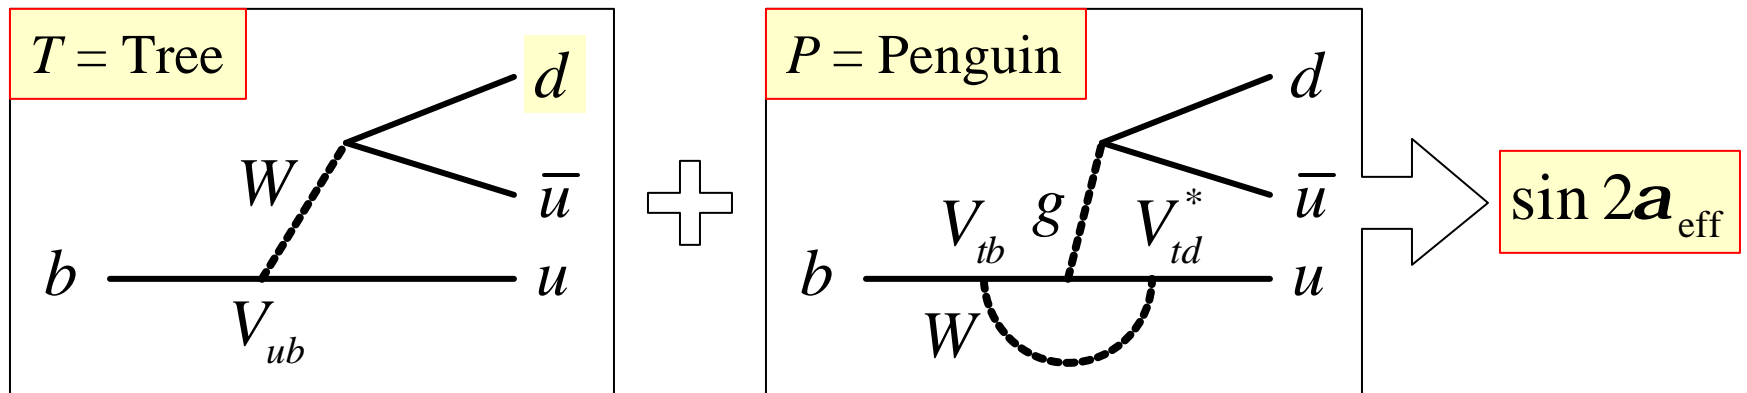 T = Tree
d
W
u̅
b
u
V_ub
P = Penguin
d
u̅
V_tb
g
V*_td
b
u
W
sin 2a_eff